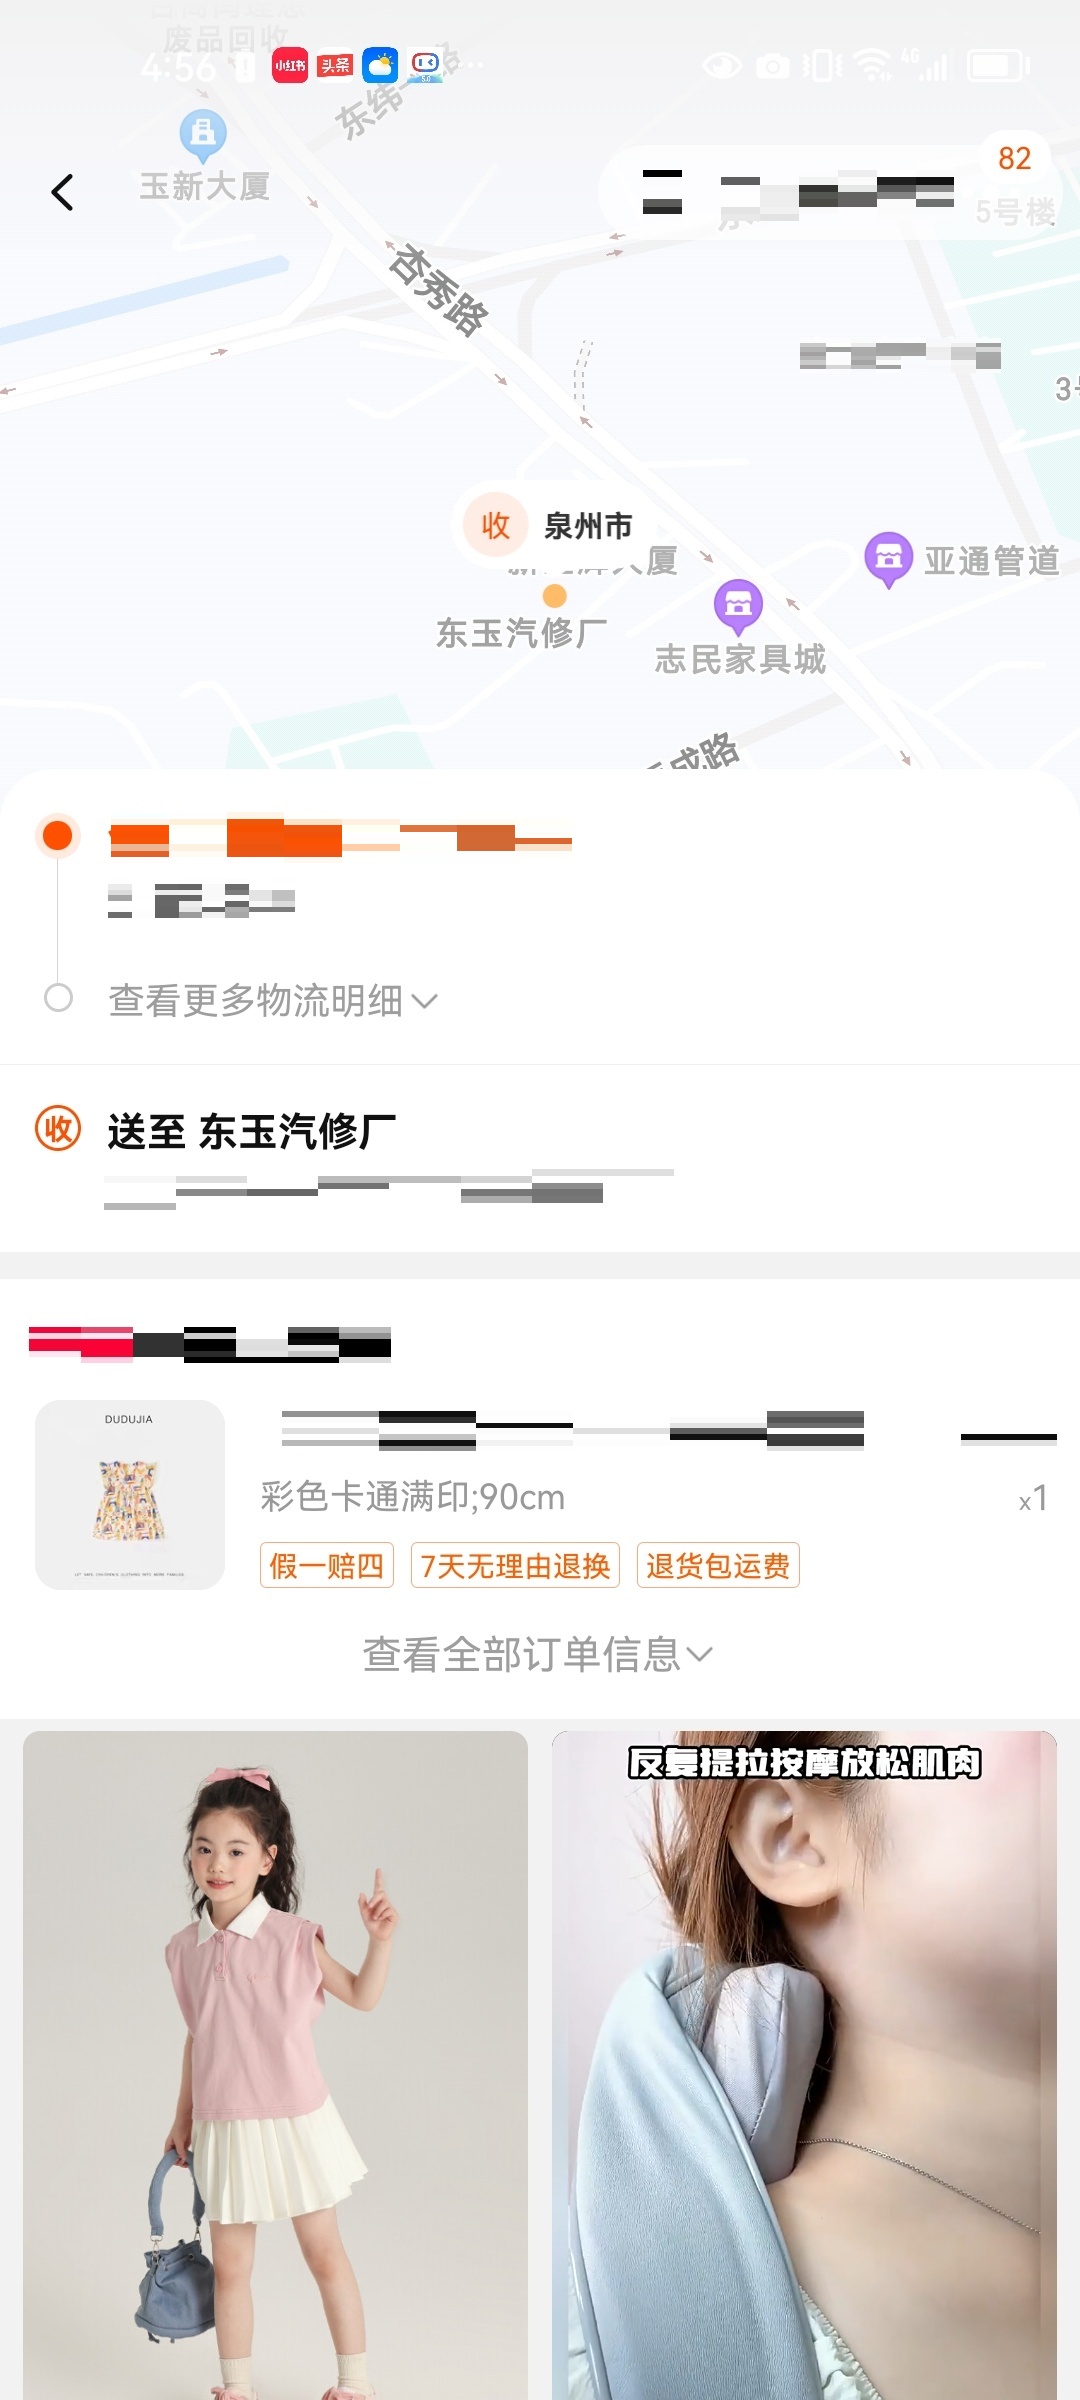 废品回收
4:56
小红书
头条
4G
玉新大厦
82
5号楼
杏秀路
收 泉州市
亚通管道
东玉汽修厂
志民家具城
成路
查看更多物流明细
收 送至 东玉汽修厂
DUDUJIA
彩色卡通满印;90cm
x1
假一赔四 7天无理由退换 退货包运费
查看全部订单信息
反复提拉按摩放松肌肉